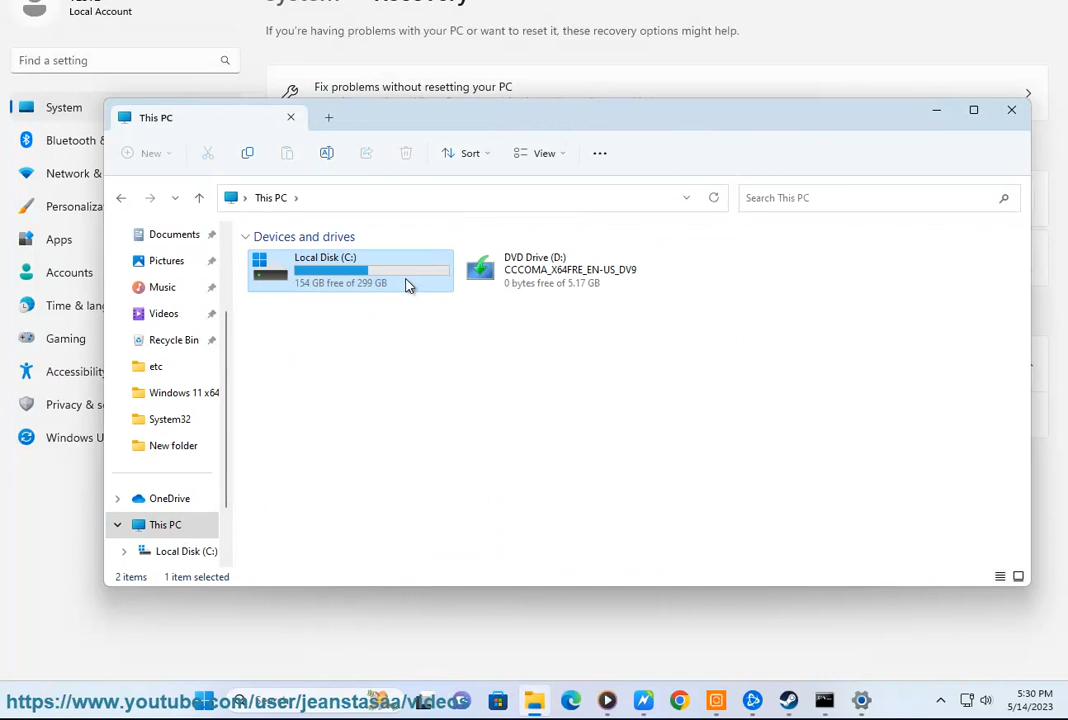 Local Account
System > Recovery
If you're having problems with your PC or want to reset it, these recovery options might help.
Find a setting
Fix problems without resetting your PC
System
Bluetooth &
Network &
Personaliza
Apps
Accounts
Time & lang
Gaming
Accessibility
Privacy & s
Windows U
This PC
New
Sort
View
This PC
Search This PC
Documents
Pictures
Music
Videos
Recycle Bin
etc
Windows 11 x64
System32
New folder
OneDrive
This PC
Local Disk (C:)
Devices and drives
Local Disk (C:)
154 GB free of 299 GB
DVD Drive (D:)
CCCOMA_X64FRE_EN-US_DV9
0 bytes free of 5.17 GB
2 items
1 item selected
https://www.youtube.com/user/jeanstasaa/videos
5:30 PM
5/14/2023